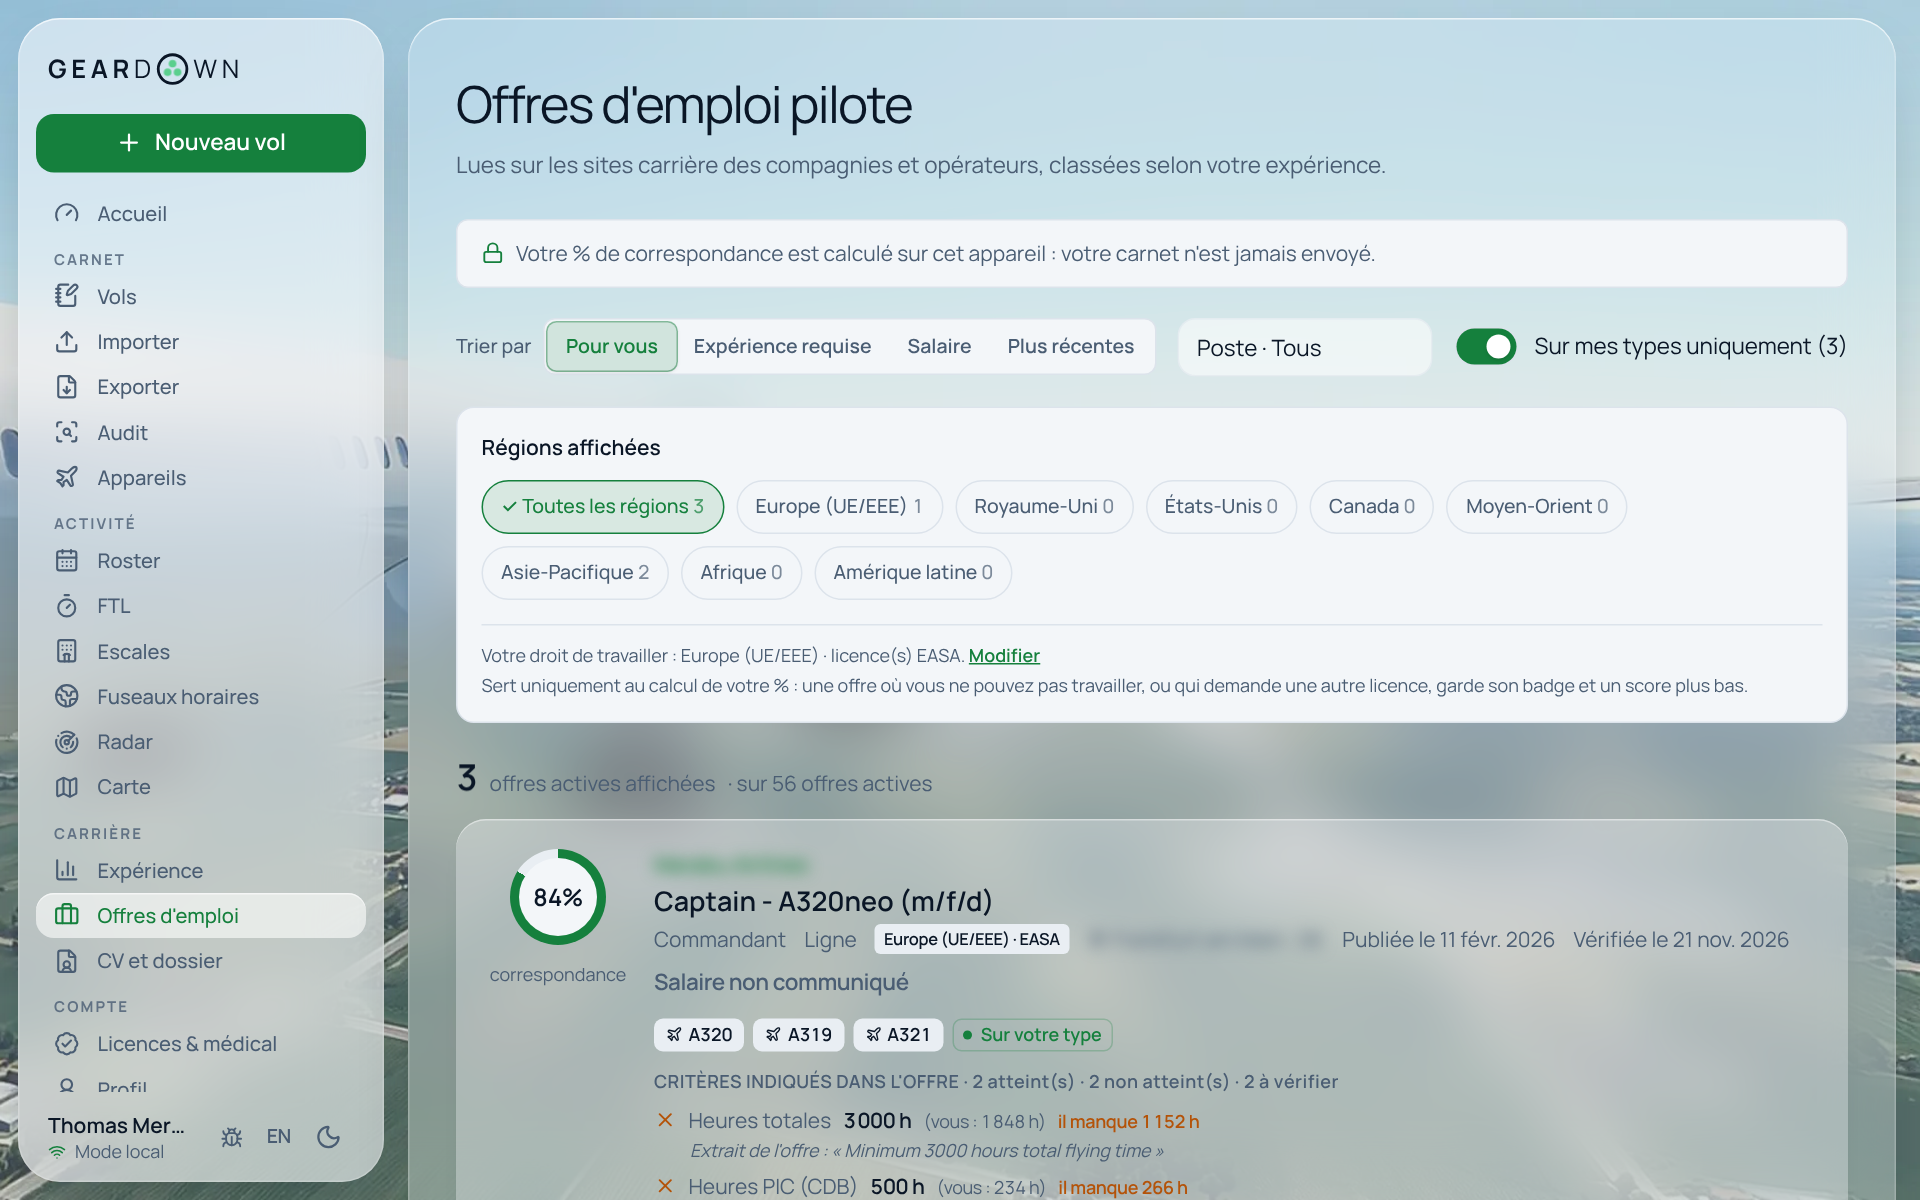 GEARDOWN
+ Nouveau vol
Accueil
CARNET
Vols
Importer
Exporter
Audit
Appareils
ACTIVITÉ
Roster
FTL
Escales
Fuseaux horaires
Radar
Carte
CARRIÈRE
Expérience
Offres d'emploi
CV et dossier
COMPTE
Licences & médical
Profil
Thomas Mer...
Mode local
EN
Offres d'emploi pilote
Lues sur les sites carrière des compagnies et opérateurs, classées selon votre expérience.
Votre % de correspondance est calculé sur cet appareil : votre carnet n'est jamais envoyé.
Trier par Pour vous Expérience requise Salaire Plus récentes Poste · Tous Sur mes types uniquement (3)
Régions affichées
✓ Toutes les régions 3 Europe (UE/EEE) 1 Royaume-Uni 0 États-Unis 0 Canada 0 Moyen-Orient 0
Asie-Pacifique 2 Afrique 0 Amérique latine 0
Votre droit de travailler : Europe (UE/EEE) · licence(s) EASA. Modifier
Sert uniquement au calcul de votre % : une offre où vous ne pouvez pas travailler, ou qui demande une autre licence, garde son badge et un score plus bas.
3 offres actives affichées · sur 56 offres actives
84%
correspondance
Captain - A320neo (m/f/d)
Commandant Ligne Europe (UE/EEE) · EASA Publiée le 11 févr. 2026 Vérifiée le 21 nov. 2026
Salaire non communiqué
A320 A319 A321 Sur votre type
CRITÈRES INDIQUÉS DANS L'OFFRE · 2 atteint(s) · 2 non atteint(s) · 2 à vérifier
Heures totales 3 000 h (vous : 1 848 h) il manque 1 152 h
Extrait de l'offre : « Minimum 3000 hours total flying time »
Heures PIC (CDB) 500 h (vous : 234 h) il manque 266 h